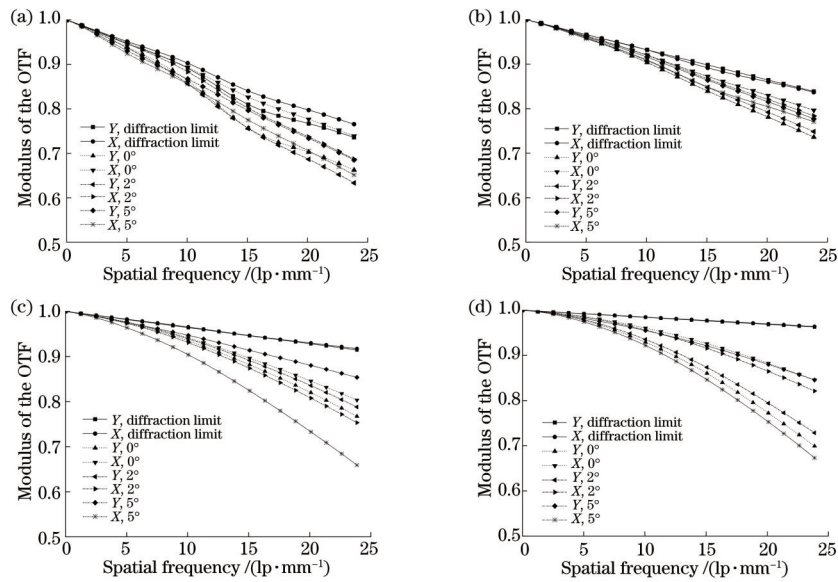 (a)
1.0
0.9
0.8
0.7
0.6
0.5
Modulus of the OTF
Y, diffraction limit
X, diffraction limit
Y, 0°
X, 0°
Y, 2°
X, 2°
Y, 5°
X, 5°
0 5 10 15 20 25
Spatial frequency /(lp·mm⁻¹)
(b)
1.0
0.9
0.8
0.7
0.6
0.5
Modulus of the OTF
Y, diffraction limit
X, diffraction limit
Y, 0°
X, 0°
Y, 2°
X, 2°
Y, 5°
X, 5°
0 5 10 15 20 25
Spatial frequency /(lp·mm⁻¹)
(c)
1.0
0.9
0.8
0.7
0.6
0.5
Modulus of the OTF
Y, diffraction limit
X, diffraction limit
Y, 0°
X, 0°
Y, 2°
X, 2°
Y, 5°
X, 5°
0 5 10 15 20 25
Spatial frequency /(lp·mm⁻¹)
(d)
1.0
0.9
0.8
0.7
0.6
0.5
Modulus of the OTF
Y, diffraction limit
X, diffraction limit
Y, 0°
X, 0°
Y, 2°
X, 2°
Y, 5°
X, 5°
0 5 10 15 20 25
Spatial frequency /(lp·mm⁻¹)